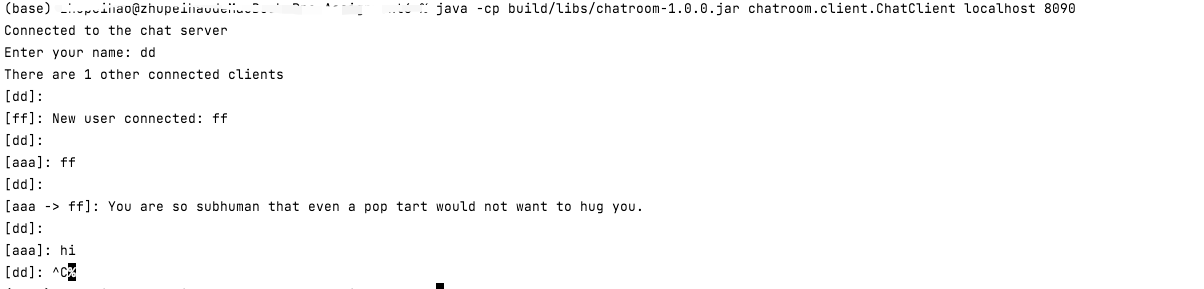 (base) java -cp build/libs/chatroom-1.0.0.jar chatroom.client.ChatClient localhost 8090
Connected to the chat server
Enter your name: dd
There are 1 other connected clients
[dd]:
[ff]: New user connected: ff
[dd]:
[aaa]: ff
[dd]:
[aaa -> ff]: You are so subhuman that even a pop tart would not want to hug you.
[dd]:
[aaa]: hi
[dd]: ^C%